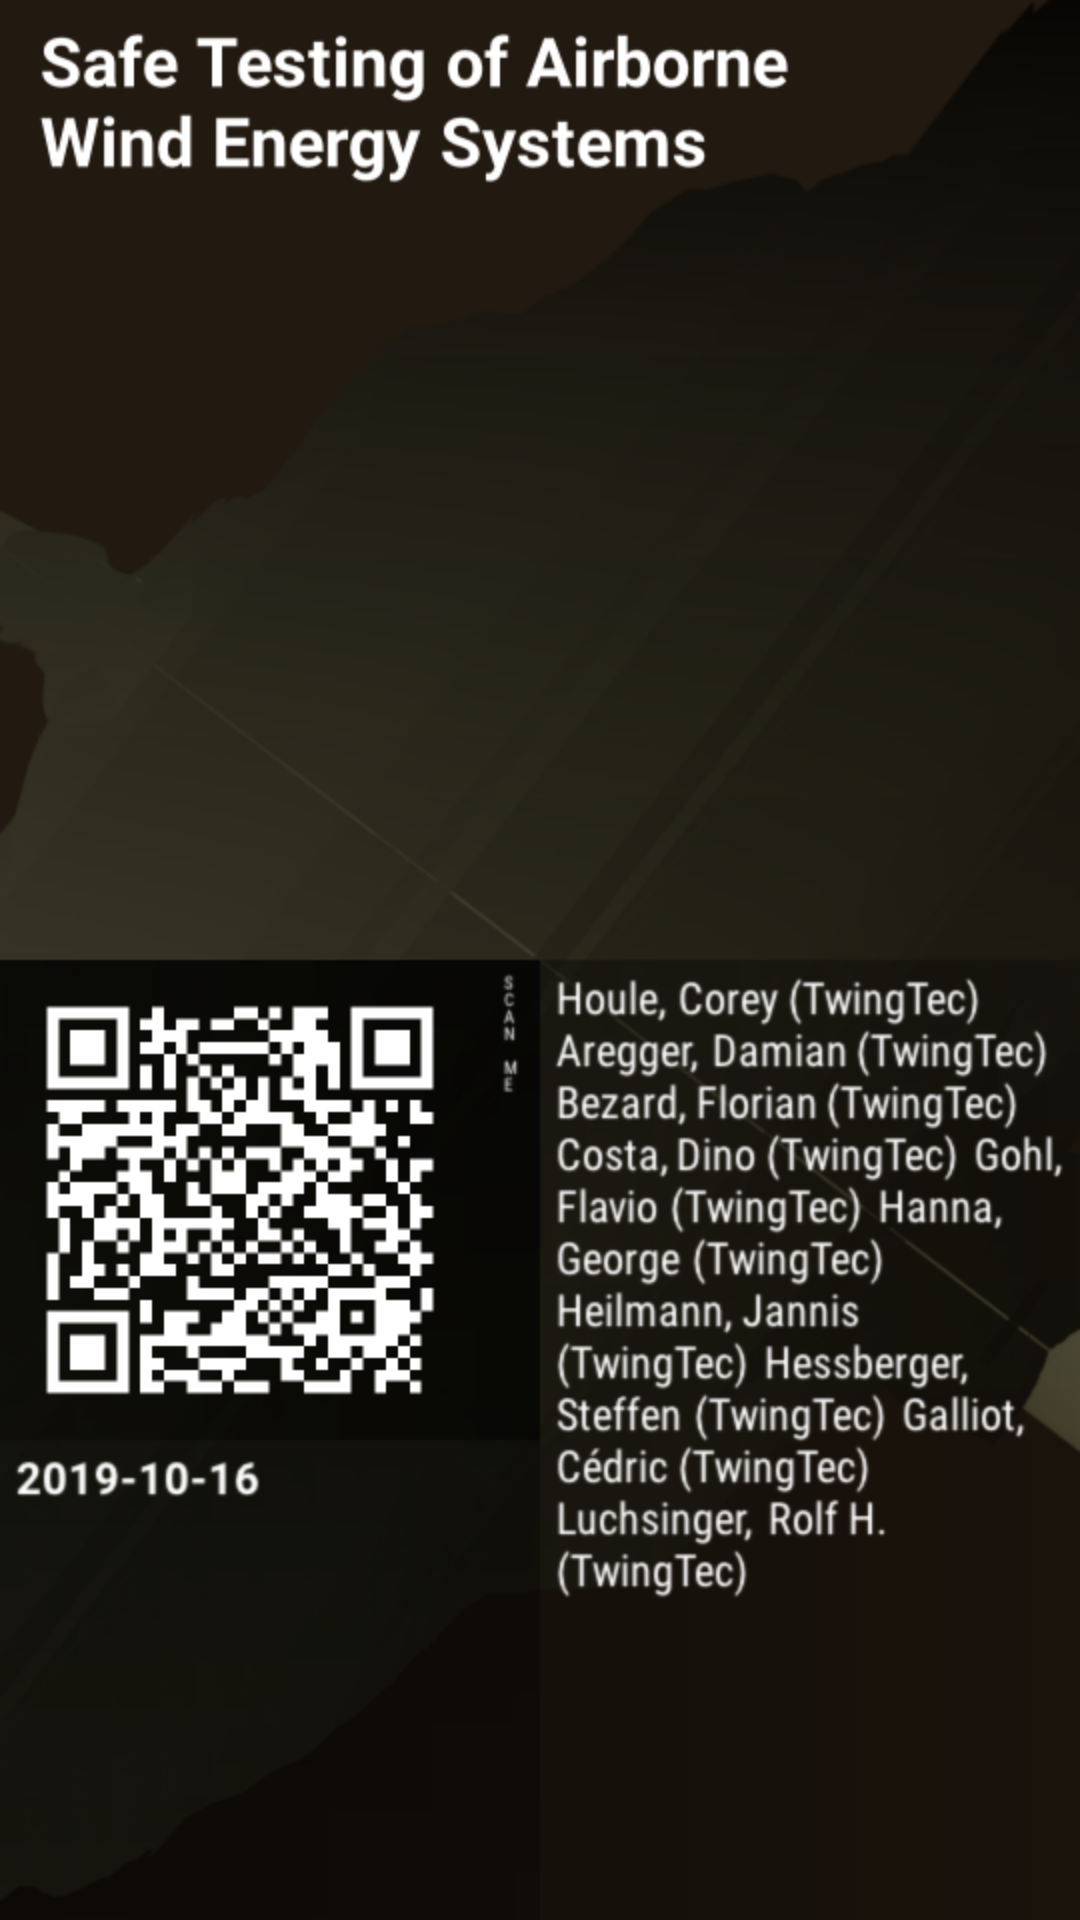 Safe Testing of Airborne
Wind Energy Systems
SCAN ME
Houle, Corey (TwingTec)
Aregger, Damian (TwingTec)
Bezard, Florian (TwingTec)
Costa, Dino (TwingTec) Gohl,
Flavio (TwingTec) Hanna,
George (TwingTec)
Heilmann, Jannis
(TwingTec) Hessberger,
Steffen (TwingTec) Galliot,
Cédric (TwingTec)
Luchsinger, Rolf H.
(TwingTec)
2019-10-16